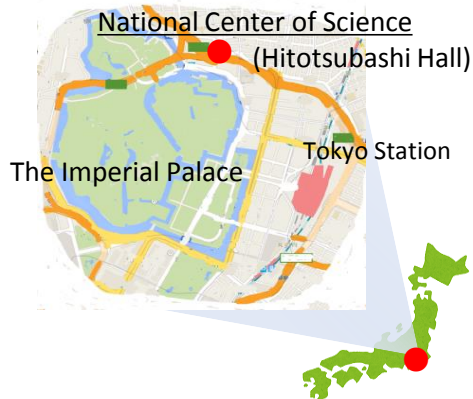 National Center of Science
(Hitotsubashi Hall)
Tokyo Station
The Imperial Palace